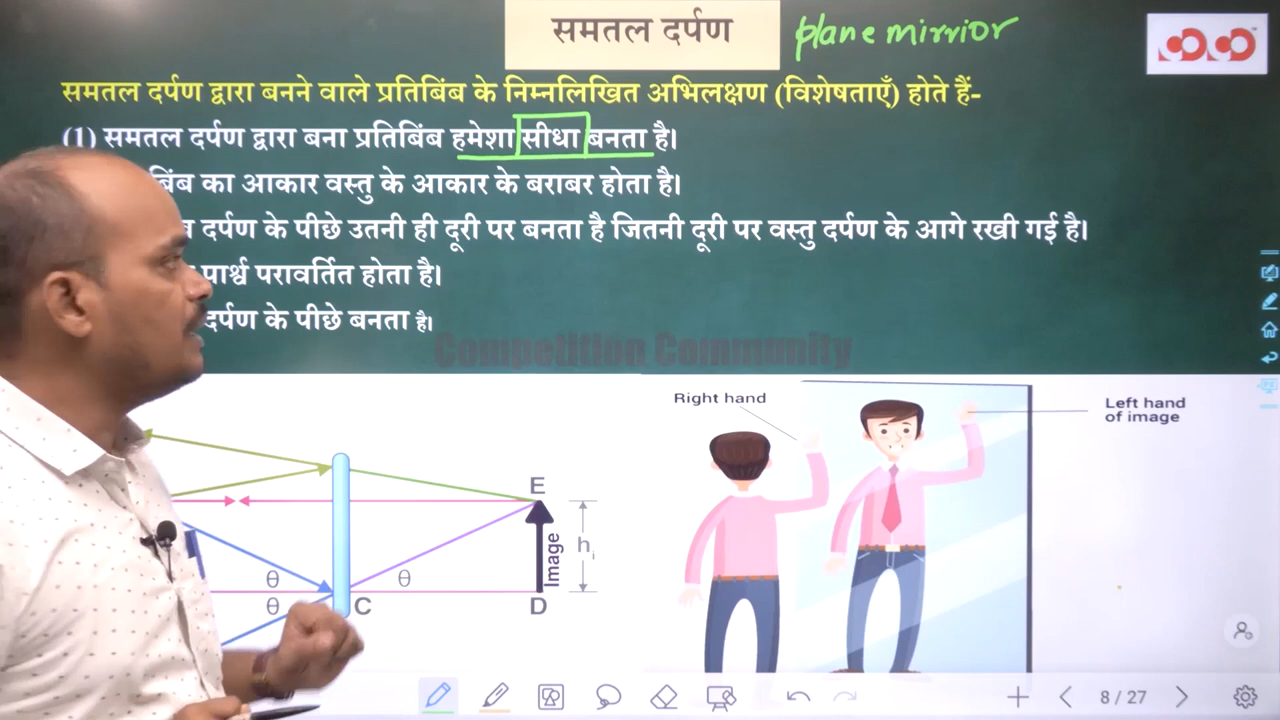 समतल दर्पण plane mirrior
समतल दर्पण द्वारा बनने वाले प्रतिबिंब के निम्नलिखित अभिलक्षण (विशेषताएँ) होते हैं-
(1) समतल दर्पण द्वारा बना प्रतिबिंब हमेशा सीधा बनता है।
का आकार वस्तु के आकार के बराबर होता है।
दर्पण के पीछे उतनी ही दूरी पर बनता है जितनी दूरी पर वस्तु दर्पण के आगे रखी गई है।
पार्श्व परावर्तित होता है।
दर्पण के पीछे बनता है।
Competition Community
Right hand
Left hand
of image
E
Image
hi
θ
θ
θ
C
D
8 / 27